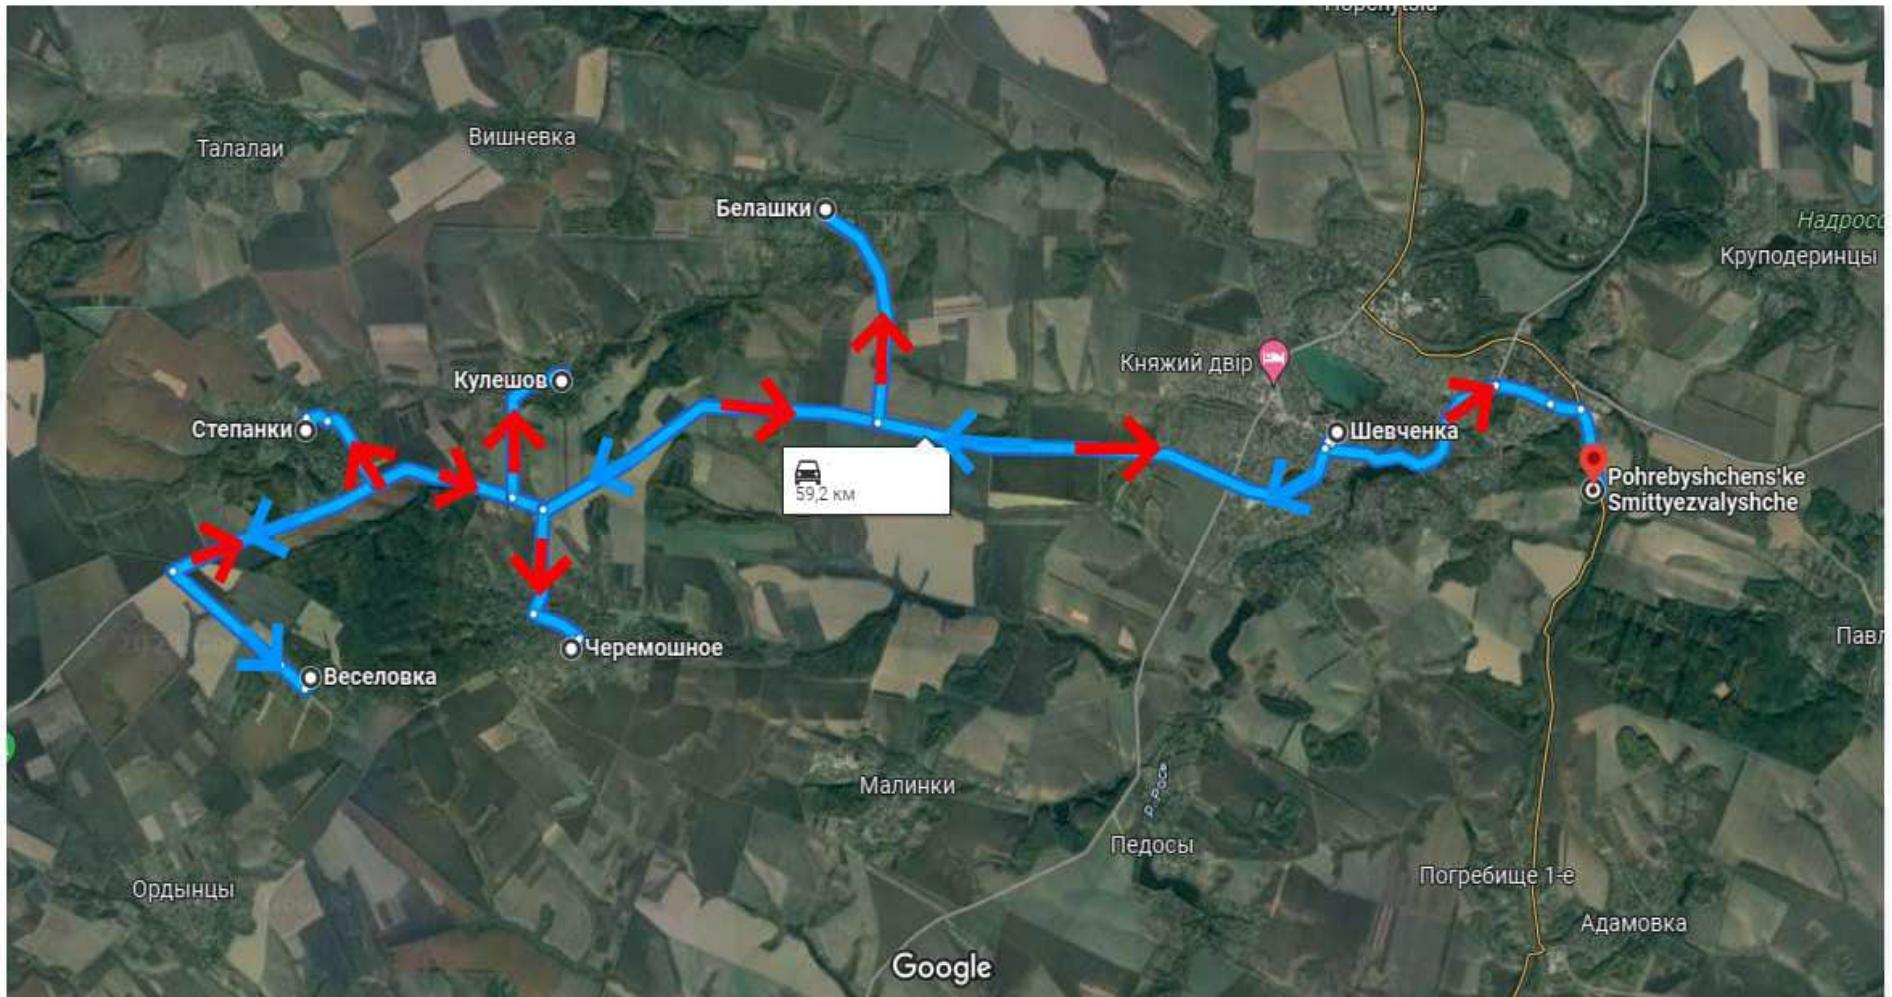 Талалаи
Вишневка
Белашки
Надросс
Круподеринцы
Княжий двір
Кулешов
Степанки
Шевченка
Pohrebyshchens'ke
Smittyezvalyshche
59,2 км
Черемошное
Веселовка
Павл
Малинки
р. Рось
Педосы
Погребище 1-е
Ордынцы
Адамовка
Google